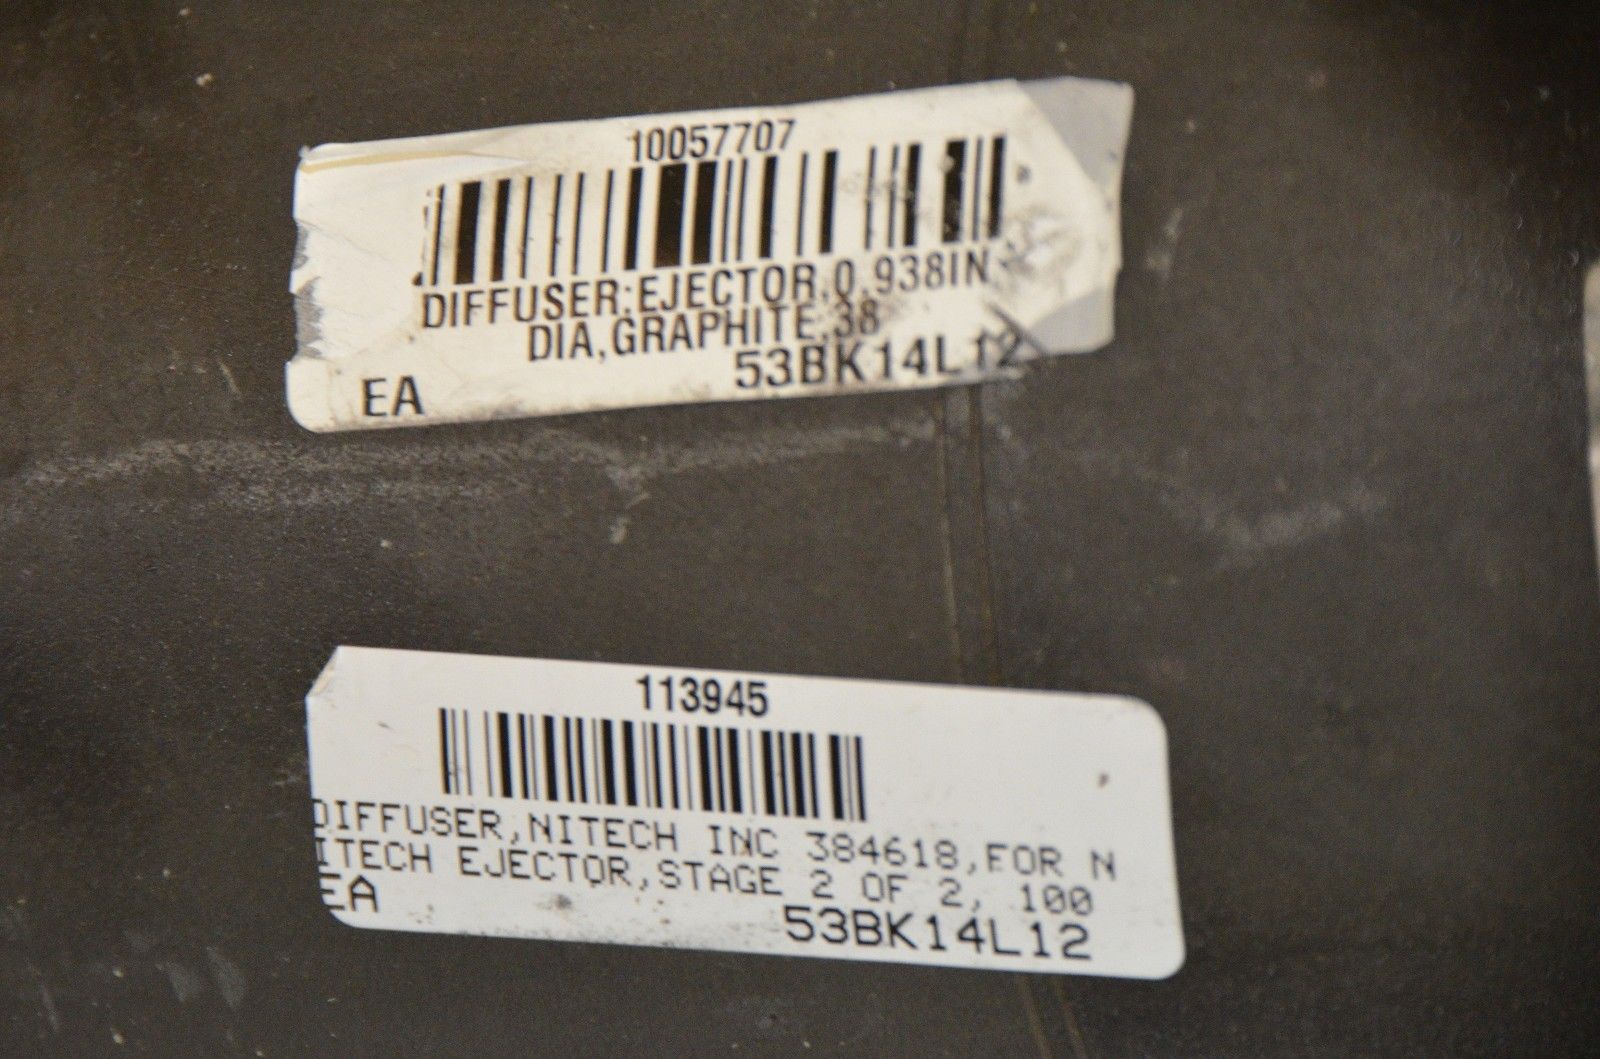 10057707
DIFFUSER:EJECTOR,0.938IN
DIA,GRAPHITE,38
EA 53BK14L12
113945
DIFFUSER,NITECH INC 384618,FOR N
ITECH EJECTOR,STAGE 2 OF 2, 100
EA 53BK14L12